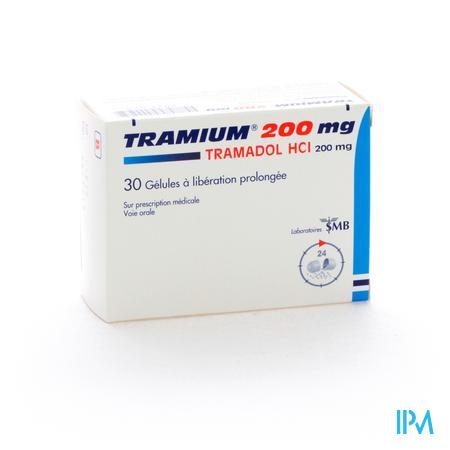 TRAMIUM® 200 mg
TRAMADOL HCl 200 mg
30 Gélules à libération prolongée
Sur prescription médicale
Voie orale
Laboratoires SMB
24
IPM